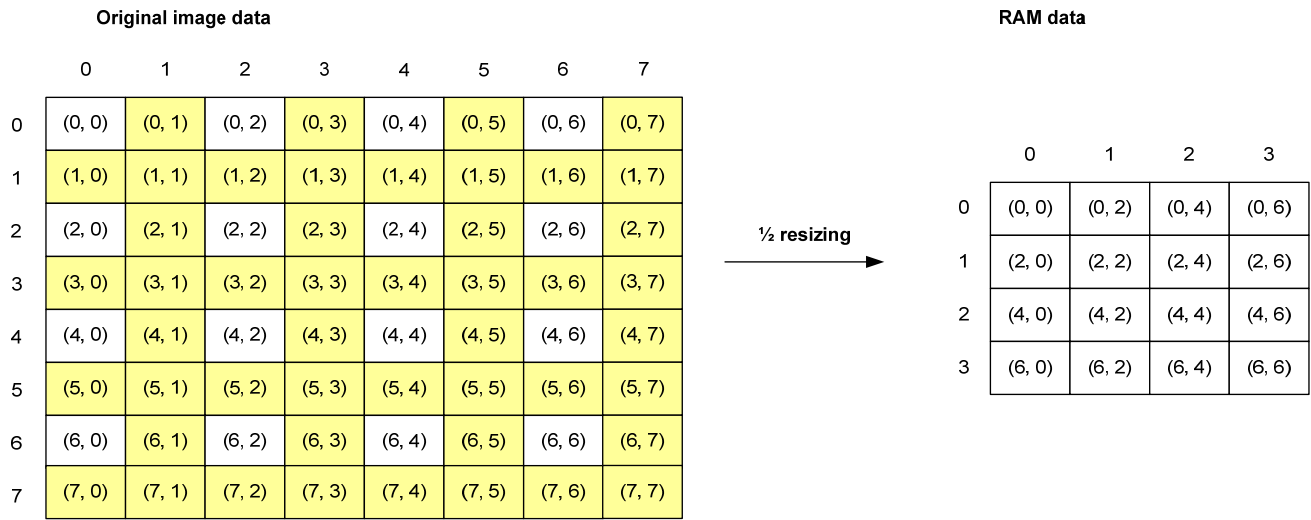 Original image data
RAM data
0 1 2 3 4 5 6 7
0 (0, 0) (0, 1) (0, 2) (0, 3) (0, 4) (0, 5) (0, 6) (0, 7)
1 (1, 0) (1, 1) (1, 2) (1, 3) (1, 4) (1, 5) (1, 6) (1, 7)
2 (2, 0) (2, 1) (2, 2) (2, 3) (2, 4) (2, 5) (2, 6) (2, 7)
3 (3, 0) (3, 1) (3, 2) (3, 3) (3, 4) (3, 5) (3, 6) (3, 7)
4 (4, 0) (4, 1) (4, 2) (4, 3) (4, 4) (4, 5) (4, 6) (4, 7)
5 (5, 0) (5, 1) (5, 2) (5, 3) (5, 4) (5, 5) (5, 6) (5, 7)
6 (6, 0) (6, 1) (6, 2) (6, 3) (6, 4) (6, 5) (6, 6) (6, 7)
7 (7, 0) (7, 1) (7, 2) (7, 3) (7, 4) (7, 5) (7, 6) (7, 7)
½ resizing
0 1 2 3
0 (0, 0) (0, 2) (0, 4) (0, 6)
1 (2, 0) (2, 2) (2, 4) (2, 6)
2 (4, 0) (4, 2) (4, 4) (4, 6)
3 (6, 0) (6, 2) (6, 4) (6, 6)